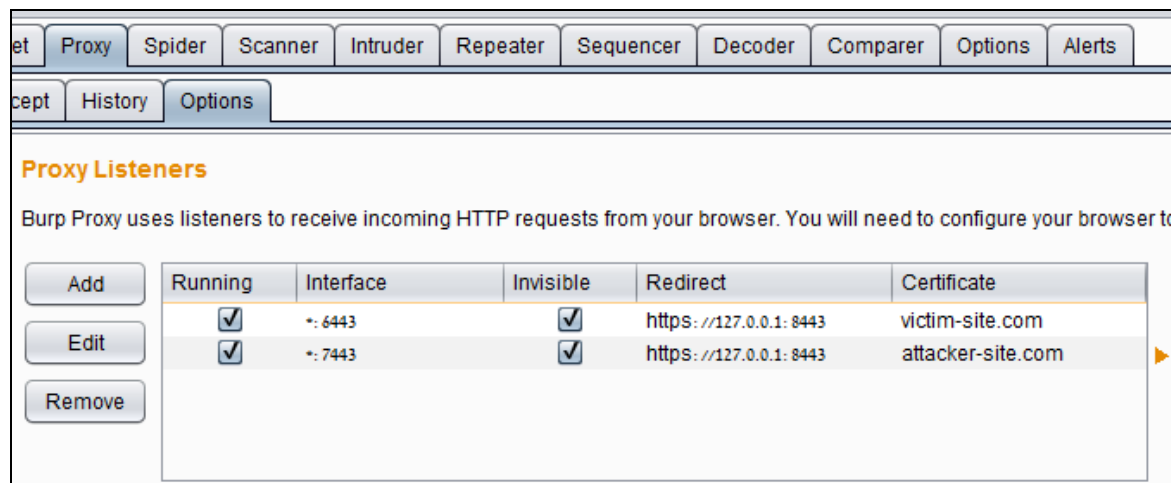 et Proxy Spider Scanner Intruder Repeater Sequencer Decoder Comparer Options Alerts
cept History Options
Proxy Listeners
Burp Proxy uses listeners to receive incoming HTTP requests from your browser. You will need to configure your browser to
Add Running Interface Invisible Redirect Certificate
*: 6443 https: //127.0.0.1: 8443 victim-site.com
Edit
*: 7443 https: //127.0.0.1: 8443 attacker-site.com
Remove